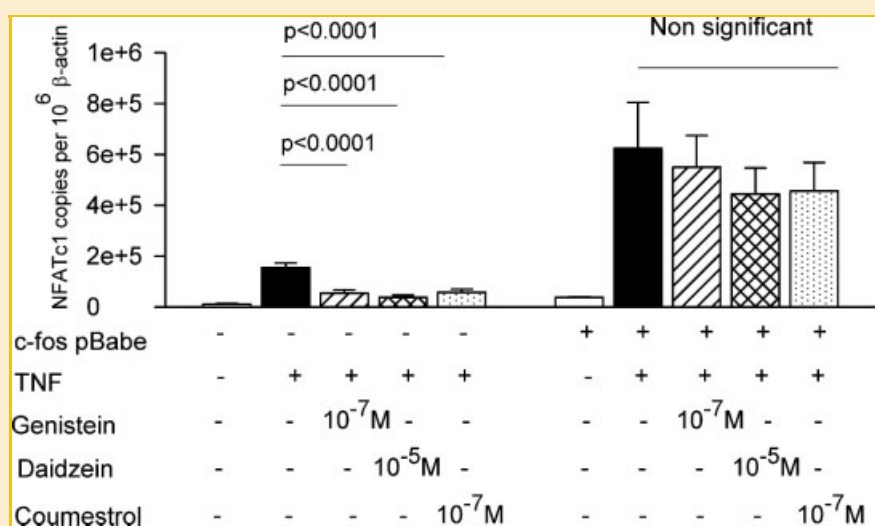 p<0.0001
Non significant
p<0.0001
p<0.0001
NFATc1 copies per 10⁶ β-actin
1e+6
8e+5
6e+5
4e+5
2e+5
0
c-fos pBabe - - - - - + + + + +
TNF - + + + + - + + + +
Genistein - - 10⁻⁷M - - - - 10⁻⁷M - -
Daidzein - - - 10⁻⁵M - - - - 10⁻⁵M -
Coumestrol - - - - 10⁻⁷M - - - - 10⁻⁷M